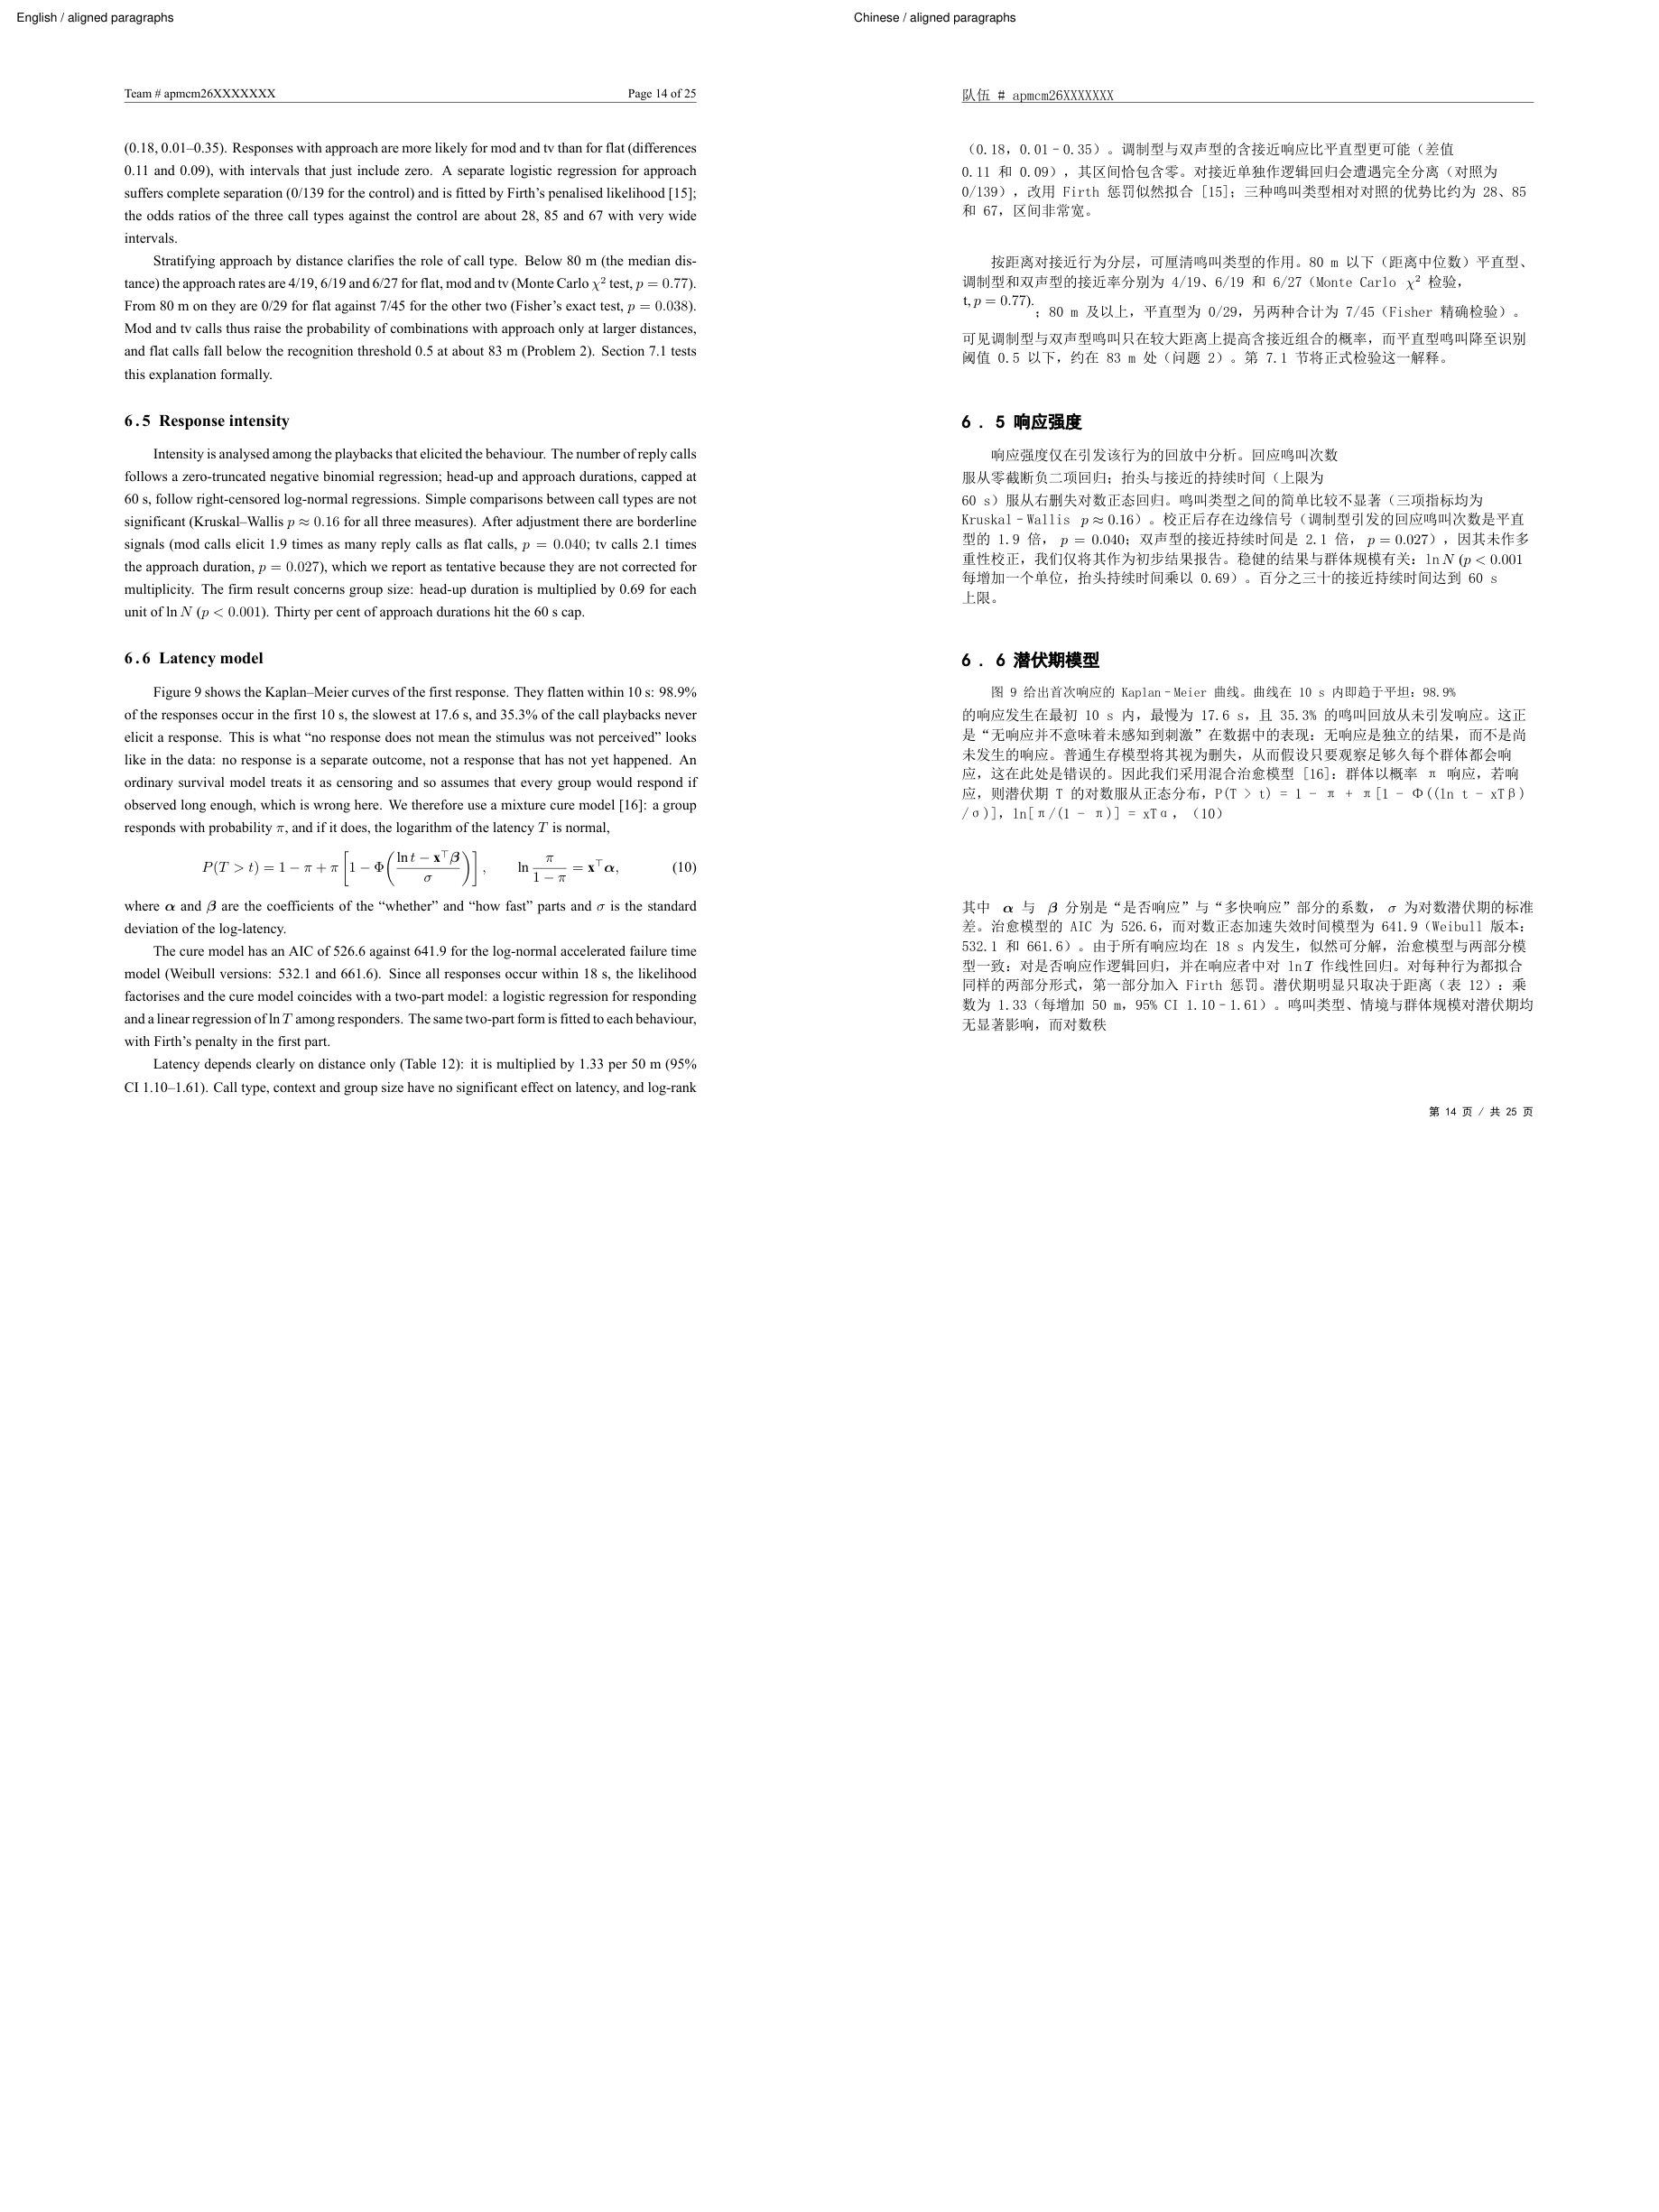 English / aligned paragraphs
Team # apmcm26XXXXXXX Page 14 of 25
(0.18, 0.01–0.35). Responses with approach are more likely for mod and tv than for flat (differences
0.11 and 0.09), with intervals that just include zero. A separate logistic regression for approach
suffers complete separation (0/139 for the control) and is fitted by Firth’s penalised likelihood [15];
the odds ratios of the three call types against the control are about 28, 85 and 67 with very wide
intervals.
Stratifying approach by distance clarifies the role of call type. Below 80 m (the median dis-
tance) the approach rates are 4/19, 6/19 and 6/27 for flat, mod and tv (Monte Carlo χ² test, p = 0.77).
From 80 m on they are 0/29 for flat against 7/45 for the other two (Fisher’s exact test, p = 0.038).
Mod and tv calls thus raise the probability of combinations with approach only at larger distances,
and flat calls fall below the recognition threshold 0.5 at about 83 m (Problem 2). Section 7.1 tests
this explanation formally.
6.5 Response intensity
Intensity is analysed among the playbacks that elicited the behaviour. The number of reply calls
follows a zero-truncated negative binomial regression; head-up and approach durations, capped at
60 s, follow right-censored log-normal regressions. Simple comparisons between call types are not
significant (Kruskal–Wallis p ≈ 0.16 for all three measures). After adjustment there are borderline
signals (mod calls elicit 1.9 times as many reply calls as flat calls, p = 0.040; tv calls 2.1 times
the approach duration, p = 0.027), which we report as tentative because they are not corrected for
multiplicity. The firm result concerns group size: head-up duration is multiplied by 0.69 for each
unit of ln N (p < 0.001). Thirty per cent of approach durations hit the 60 s cap.
6.6 Latency model
Figure 9 shows the Kaplan–Meier curves of the first response. They flatten within 10 s: 98.9%
of the responses occur in the first 10 s, the slowest at 17.6 s, and 35.3% of the call playbacks never
elicit a response. This is what “no response does not mean the stimulus was not perceived” looks
like in the data: no response is a separate outcome, not a response that has not yet happened. An
ordinary survival model treats it as censoring and so assumes that every group would respond if
observed long enough, which is wrong here. We therefore use a mixture cure model [16]: a group
responds with probability π, and if it does, the logarithm of the latency T is normal,
P(T > t) = 1 − π + π [1 − Φ((ln t − x⊤β)/σ)], ln π/(1 − π) = x⊤α, (10)
where α and β are the coefficients of the “whether” and “how fast” parts and σ is the standard
deviation of the log-latency.
The cure model has an AIC of 526.6 against 641.9 for the log-normal accelerated failure time
model (Weibull versions: 532.1 and 661.6). Since all responses occur within 18 s, the likelihood
factorises and the cure model coincides with a two-part model: a logistic regression for responding
and a linear regression of ln T among responders. The same two-part form is fitted to each behaviour,
with Firth’s penalty in the first part.
Latency depends clearly on distance only (Table 12): it is multiplied by 1.33 per 50 m (95%
CI 1.10–1.61). Call type, context and group size have no significant effect on latency, and log-rank
Chinese / aligned paragraphs
队伍 # apmcm26XXXXXXX
（0.18，0.01–0.35）。调制型与双声型的含接近响应比平直型更可能（差值
0.11 和 0.09），其区间恰包含零。对接近单独作逻辑回归会遭遇完全分离（对照为
0/139），改用 Firth 惩罚似然拟合 [15]；三种鸣叫类型相对对照的优势比约为 28、85
和 67，区间非常宽。
按距离对接近行为分层，可厘清鸣叫类型的作用。80 m 以下（距离中位数）平直型、
调制型和双声型的接近率分别为 4/19、6/19 和 6/27（Monte Carlo χ² 检验，
t, p = 0.77).
；80 m 及以上，平直型为 0/29，另两种合计为 7/45（Fisher 精确检验）。
可见调制型与双声型鸣叫只在较大距离上提高含接近组合的概率，而平直型鸣叫降至识别
阈值 0.5 以下，约在 83 m 处（问题 2）。第 7.1 节将正式检验这一解释。
6 . 5 响应强度
响应强度仅在引发该行为的回放中分析。回应鸣叫次数
服从零截断负二项回归；抬头与接近的持续时间（上限为
60 s）服从右删失对数正态回归。鸣叫类型之间的简单比较不显著（三项指标均为
Kruskal–Wallis p ≈ 0.16）。校正后存在边缘信号（调制型引发的回应鸣叫次数是平直
型的 1.9 倍， p = 0.040；双声型的接近持续时间是 2.1 倍， p = 0.027），因其未作多
重性校正，我们仅将其作为初步结果报告。稳健的结果与群体规模有关：ln N (p < 0.001
每增加一个单位，抬头持续时间乘以 0.69）。百分之三十的接近持续时间达到 60 s
上限。
6 . 6 潜伏期模型
图 9 给出首次响应的 Kaplan–Meier 曲线。曲线在 10 s 内即趋于平坦：98.9%
的响应发生在最初 10 s 内，最慢为 17.6 s，且 35.3% 的鸣叫回放从未引发响应。这正
是“无响应并不意味着未感知到刺激”在数据中的表现：无响应是独立的结果，而不是尚
未发生的响应。普通生存模型将其视为删失，从而假设只要观察足够久每个群体都会响
应，这在此处是错误的。因此我们采用混合治愈模型 [16]：群体以概率 π 响应，若响
应，则潜伏期 T 的对数服从正态分布，P(T > t) = 1 − π + π[1 − Φ((ln t − xTβ)
/σ)]，ln[π/(1 − π)] = xTα，（10）
其中 α 与 β 分别是“是否响应”与“多快响应”部分的系数， σ 为对数潜伏期的标准
差。治愈模型的 AIC 为 526.6，而对数正态加速失效时间模型为 641.9（Weibull 版本：
532.1 和 661.6）。由于所有响应均在 18 s 内发生，似然可分解，治愈模型与两部分模
型一致：对是否响应作逻辑回归，并在响应者中对 ln T 作线性回归。对每种行为都拟合
同样的两部分形式，第一部分加入 Firth 惩罚。潜伏期明显只取决于距离（表 12）：乘
数为 1.33（每增加 50 m，95% CI 1.10–1.61）。鸣叫类型、情境与群体规模对潜伏期均
无显著影响，而对数秩
第 14 页 / 共 25 页